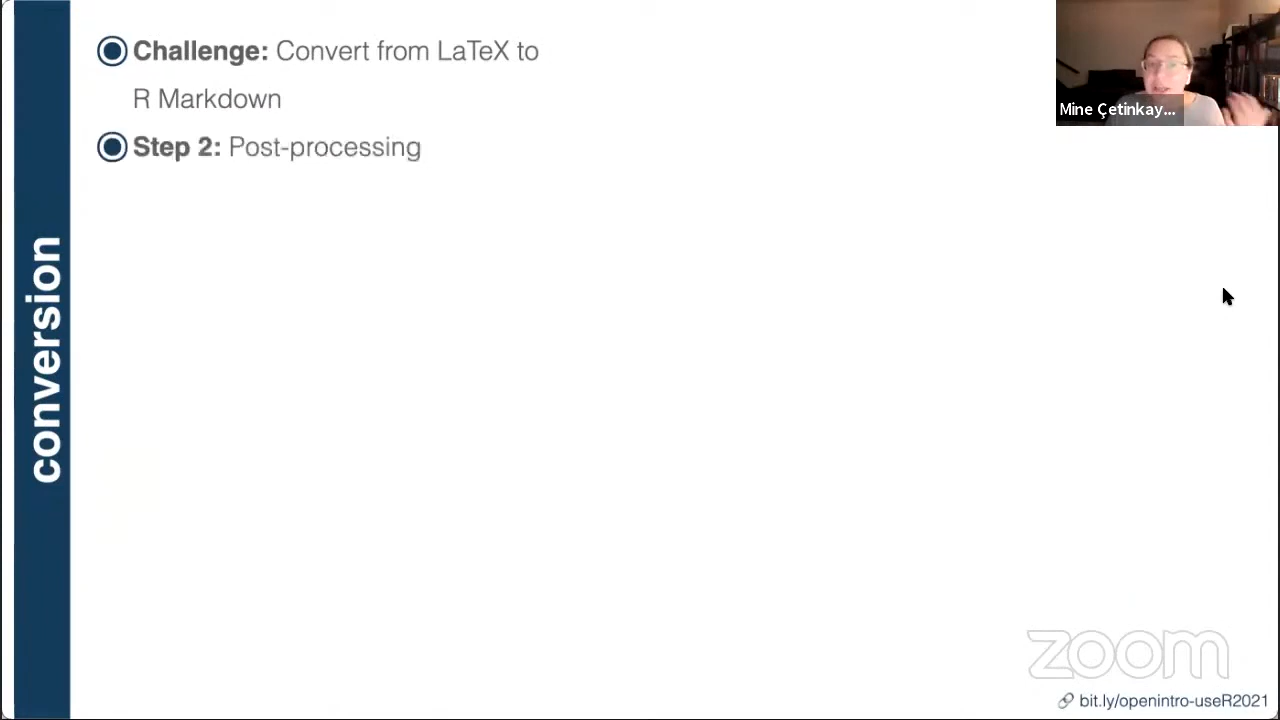 Challenge: Convert from LaTeX to
R Markdown
Step 2: Post-processing
conversion
Mine Çetinkay...
zoom
bit.ly/openintro-useR2021